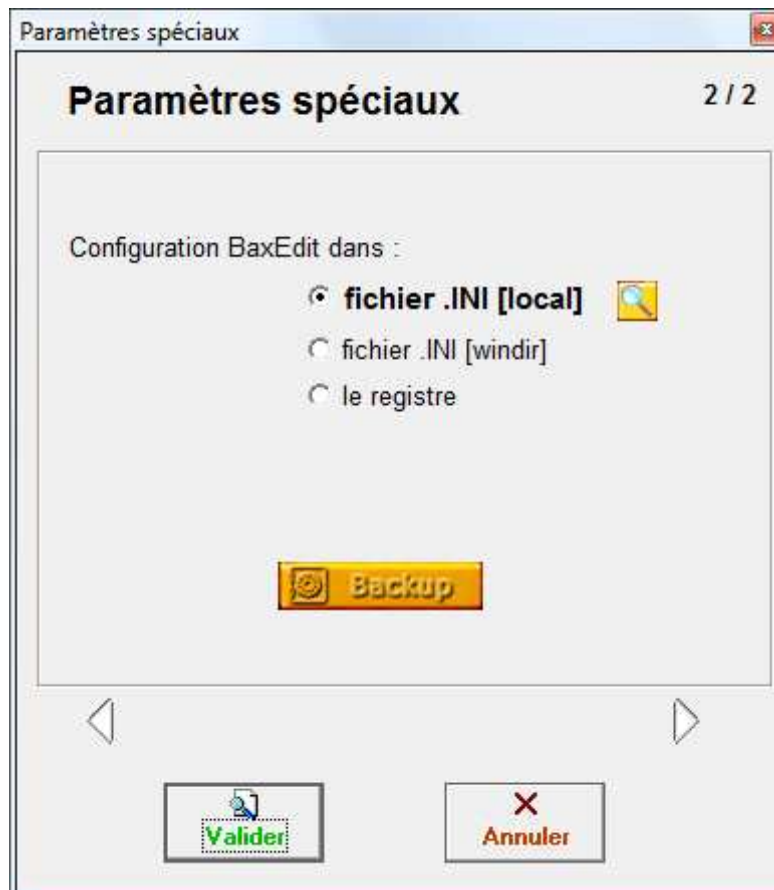 Paramètres spéciaux
Paramètres spéciaux 2 / 2
Configuration BaxEdit dans :
fichier .INI [local]
fichier .INI [windir]
le registre
Backup
Valider Annuler